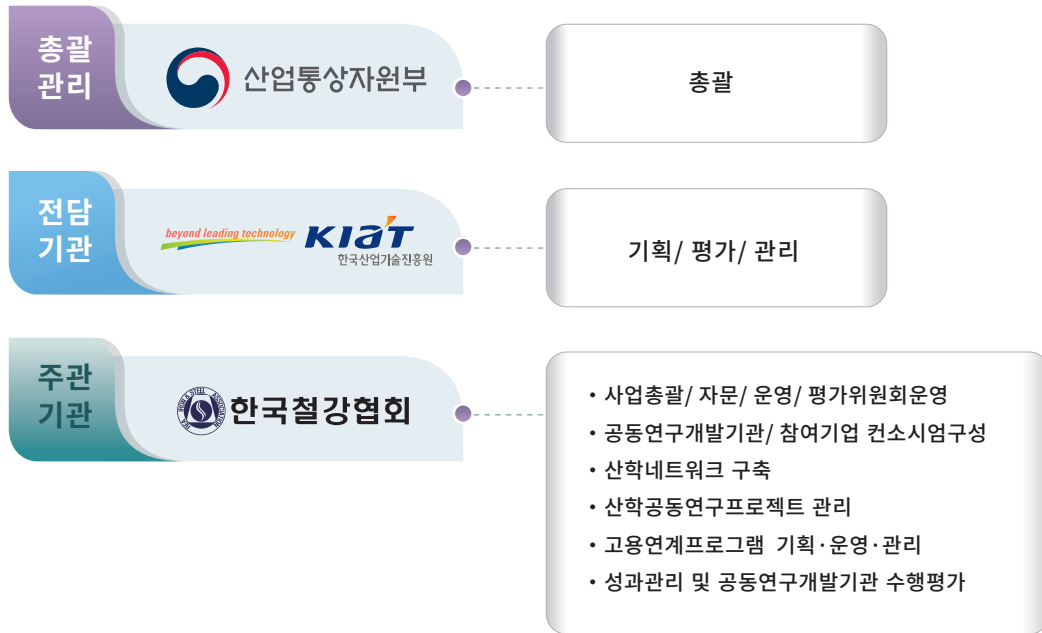 총괄
관리
산업통상자원부
총괄
전담
기관
beyond leading technology KIAT
한국산업기술진흥원
기획/ 평가/ 관리
주관
기관
한국철강협회
• 사업총괄/ 자문/ 운영/ 평가위원회운영
• 공동연구개발기관/ 참여기업 컨소시엄구성
• 산학네트워크 구축
• 산학공동연구프로젝트 관리
• 고용연계프로그램 기획·운영·관리
• 성과관리 및 공동연구개발기관 수행평가